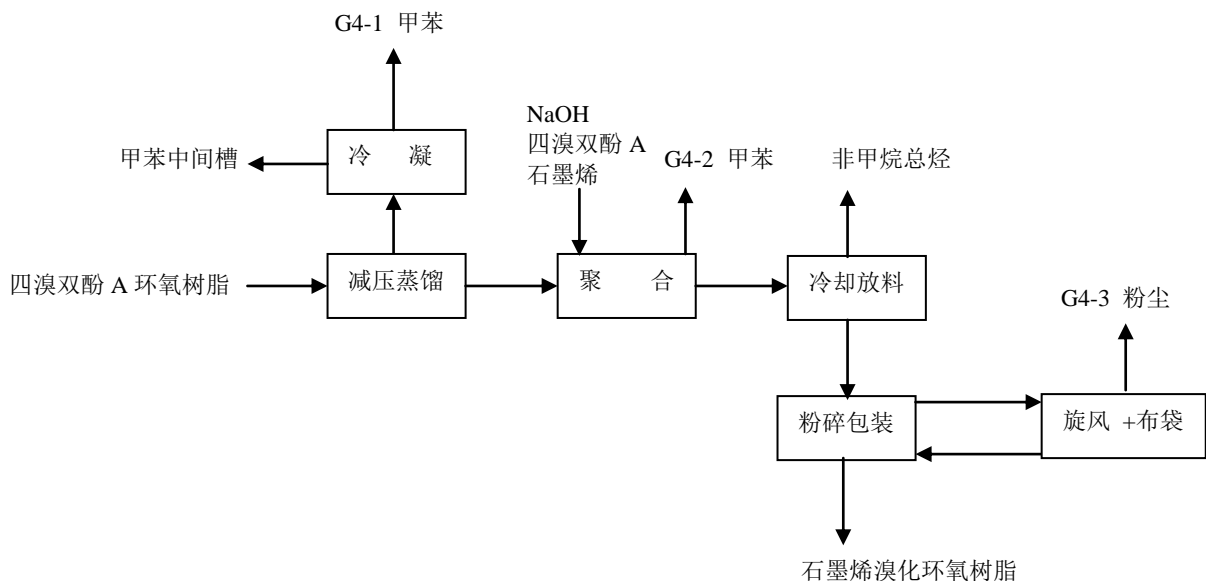 G4-1 甲苯
NaOH
四溴双酚 A
石墨烯
甲苯中间槽
冷 凝
G4-2 甲苯
非甲烷总烃
四溴双酚 A 环氧树脂
减压蒸馏
聚 合
冷却放料
G4-3 粉尘
粉碎包装
旋风 +布袋
石墨烯溴化环氧树脂